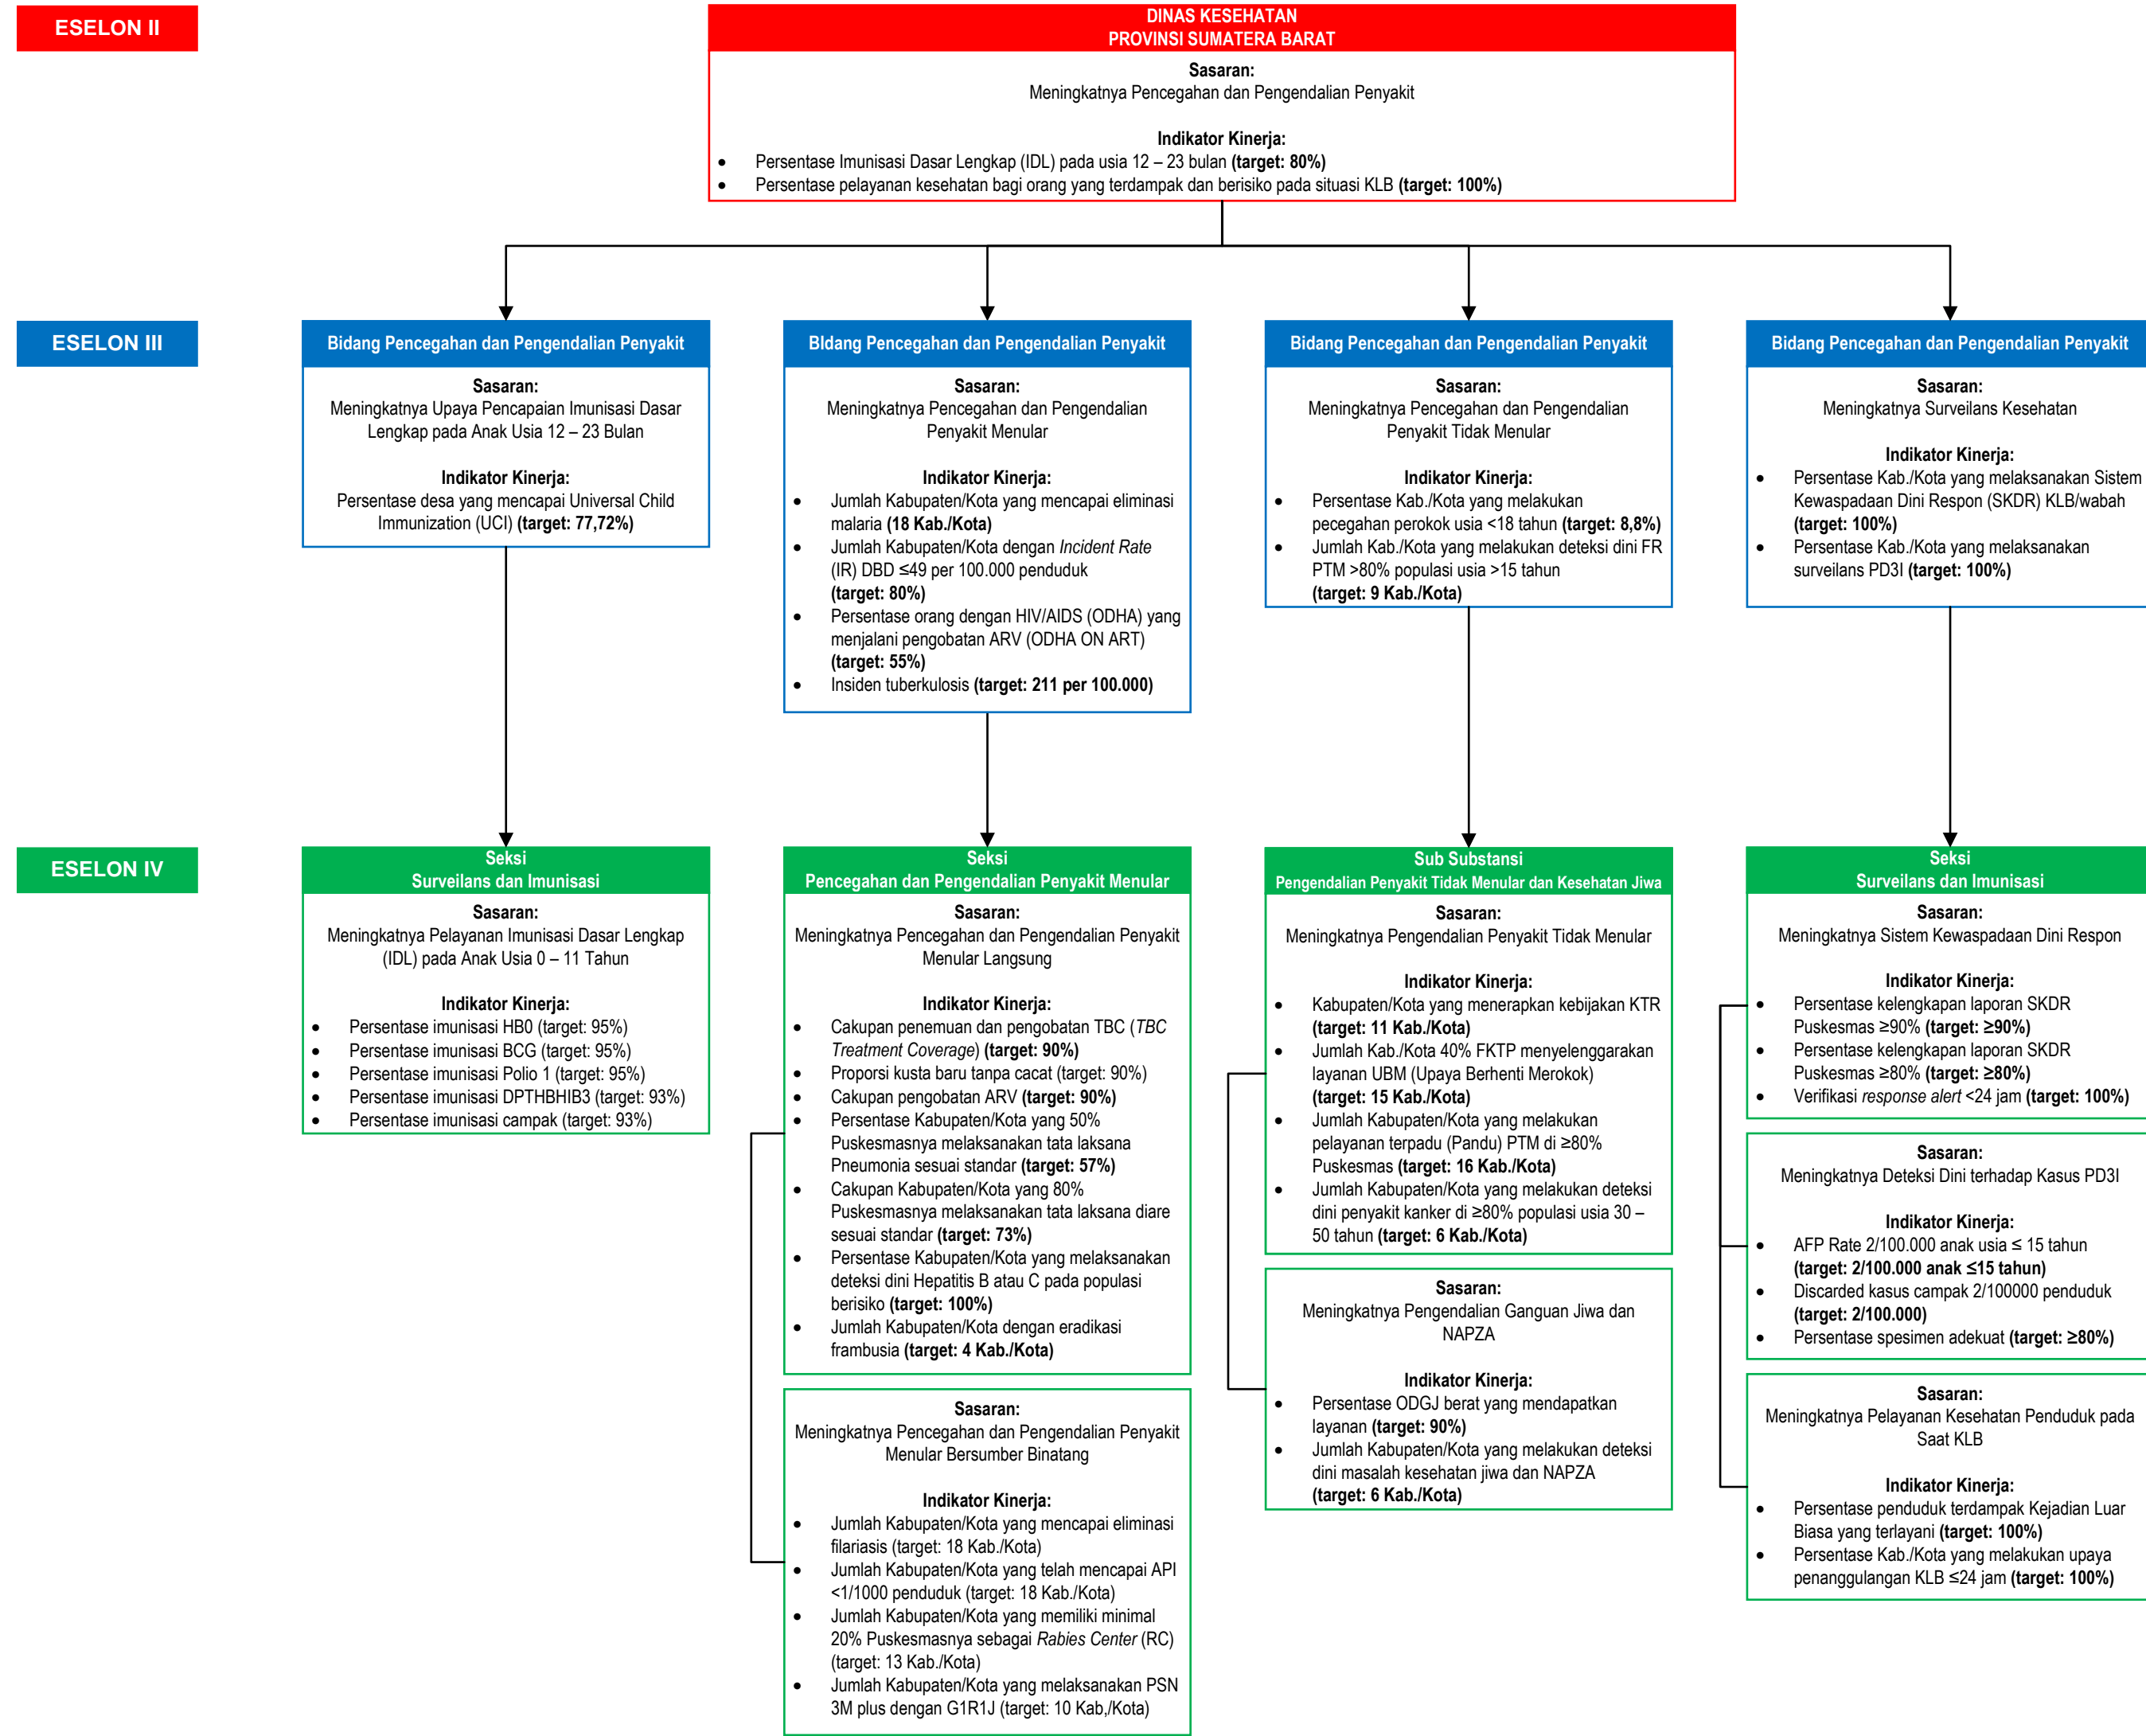 ESELON II
DINAS KESEHATAN
PROVINSI SUMATERA BARAT
Sasaran:
Meningkatnya Pencegahan dan Pengendalian Penyakit
Indikator Kinerja:
• Persentase Imunisasi Dasar Lengkap (IDL) pada usia 12 – 23 bulan (target: 80%)
• Persentase pelayanan kesehatan bagi orang yang terdampak dan berisiko pada situasi KLB (target: 100%)
ESELON III
Bidang Pencegahan dan Pengendalian Penyakit
Sasaran:
Meningkatnya Upaya Pencapaian Imunisasi Dasar
Lengkap pada Anak Usia 12 – 23 Bulan
Indikator Kinerja:
Persentase desa yang mencapai Universal Child
Immunization (UCI) (target: 77,72%)
BIdang Pencegahan dan Pengendalian Penyakit
Sasaran:
Meningkatnya Pencegahan dan Pengendalian
Penyakit Menular
Indikator Kinerja:
• Jumlah Kabupaten/Kota yang mencapai eliminasi
malaria (18 Kab./Kota)
• Jumlah Kabupaten/Kota dengan Incident Rate
(IR) DBD ≤49 per 100.000 penduduk
(target: 80%)
• Persentase orang dengan HIV/AIDS (ODHA) yang
menjalani pengobatan ARV (ODHA ON ART)
(target: 55%)
• Insiden tuberkulosis (target: 211 per 100.000)
Bidang Pencegahan dan Pengendalian Penyakit
Sasaran:
Meningkatnya Pencegahan dan Pengendalian
Penyakit Tidak Menular
Indikator Kinerja:
• Persentase Kab./Kota yang melakukan
pecegahan perokok usia <18 tahun (target: 8,8%)
• Jumlah Kab./Kota yang melakukan deteksi dini FR
PTM >80% populasi usia >15 tahun
(target: 9 Kab./Kota)
Bidang Pencegahan dan Pengendalian Penyakit
Sasaran:
Meningkatnya Surveilans Kesehatan
Indikator Kinerja:
• Persentase Kab./Kota yang melaksanakan Sistem
Kewaspadaan Dini Respon (SKDR) KLB/wabah
(target: 100%)
• Persentase Kab./Kota yang melaksanakan
surveilans PD3I (target: 100%)
ESELON IV
Seksi
Surveilans dan Imunisasi
Sasaran:
Meningkatnya Pelayanan Imunisasi Dasar Lengkap
(IDL) pada Anak Usia 0 – 11 Tahun
Indikator Kinerja:
• Persentase imunisasi HB0 (target: 95%)
• Persentase imunisasi BCG (target: 95%)
• Persentase imunisasi Polio 1 (target: 95%)
• Persentase imunisasi DPTHBHIB3 (target: 93%)
• Persentase imunisasi campak (target: 93%)
Seksi
Pencegahan dan Pengendalian Penyakit Menular
Sasaran:
Meningkatnya Pencegahan dan Pengendalian Penyakit
Menular Langsung
Indikator Kinerja:
• Cakupan penemuan dan pengobatan TBC (TBC
Treatment Coverage) (target: 90%)
• Proporsi kusta baru tanpa cacat (target: 90%)
• Cakupan pengobatan ARV (target: 90%)
• Persentase Kabupaten/Kota yang 50%
Puskesmasnya melaksanakan tata laksana
Pneumonia sesuai standar (target: 57%)
• Cakupan Kabupaten/Kota yang 80%
Puskesmasnya melaksanakan tata laksana diare
sesuai standar (target: 73%)
• Persentase Kabupaten/Kota yang melaksanakan
deteksi dini Hepatitis B atau C pada populasi
berisiko (target: 100%)
• Jumlah Kabupaten/Kota dengan eradikasi
frambusia (target: 4 Kab./Kota)
Sasaran:
Meningkatnya Pencegahan dan Pengendalian Penyakit
Menular Bersumber Binatang
Indikator Kinerja:
• Jumlah Kabupaten/Kota yang mencapai eliminasi
filariasis (target: 18 Kab./Kota)
• Jumlah Kabupaten/Kota yang telah mencapai API
<1/1000 penduduk (target: 18 Kab./Kota)
• Jumlah Kabupaten/Kota yang memiliki minimal
20% Puskesmasnya sebagai Rabies Center (RC)
(target: 13 Kab./Kota)
• Jumlah Kabupaten/Kota yang melaksanakan PSN
3M plus dengan G1R1J (target: 10 Kab,/Kota)
Sub Substansi
Pengendalian Penyakit Tidak Menular dan Kesehatan Jiwa
Sasaran:
Meningkatnya Pengendalian Penyakit Tidak Menular
Indikator Kinerja:
• Kabupaten/Kota yang menerapkan kebijakan KTR
(target: 11 Kab./Kota)
• Jumlah Kab./Kota 40% FKTP menyelenggarakan
layanan UBM (Upaya Berhenti Merokok)
(target: 15 Kab./Kota)
• Jumlah Kabupaten/Kota yang melakukan
pelayanan terpadu (Pandu) PTM di ≥80%
Puskesmas (target: 16 Kab./Kota)
• Jumlah Kabupaten/Kota yang melakukan deteksi
dini penyakit kanker di ≥80% populasi usia 30 –
50 tahun (target: 6 Kab./Kota)
Sasaran:
Meningkatnya Pengendalian Ganguan Jiwa dan
NAPZA
Indikator Kinerja:
• Persentase ODGJ berat yang mendapatkan
layanan (target: 90%)
• Jumlah Kabupaten/Kota yang melakukan deteksi
dini masalah kesehatan jiwa dan NAPZA
(target: 6 Kab./Kota)
Seksi
Surveilans dan Imunisasi
Sasaran:
Meningkatnya Sistem Kewaspadaan Dini Respon
Indikator Kinerja:
• Persentase kelengkapan laporan SKDR
Puskesmas ≥90% (target: ≥90%)
• Persentase kelengkapan laporan SKDR
Puskesmas ≥80% (target: ≥80%)
• Verifikasi response alert <24 jam (target: 100%)
Sasaran:
Meningkatnya Deteksi Dini terhadap Kasus PD3I
Indikator Kinerja:
• AFP Rate 2/100.000 anak usia ≤ 15 tahun
(target: 2/100.000 anak ≤15 tahun)
• Discarded kasus campak 2/100000 penduduk
(target: 2/100.000)
• Persentase spesimen adekuat (target: ≥80%)
Sasaran:
Meningkatnya Pelayanan Kesehatan Penduduk pada
Saat KLB
Indikator Kinerja:
• Persentase penduduk terdampak Kejadian Luar
Biasa yang terlayani (target: 100%)
• Persentase Kab./Kota yang melakukan upaya
penanggulangan KLB ≤24 jam (target: 100%)